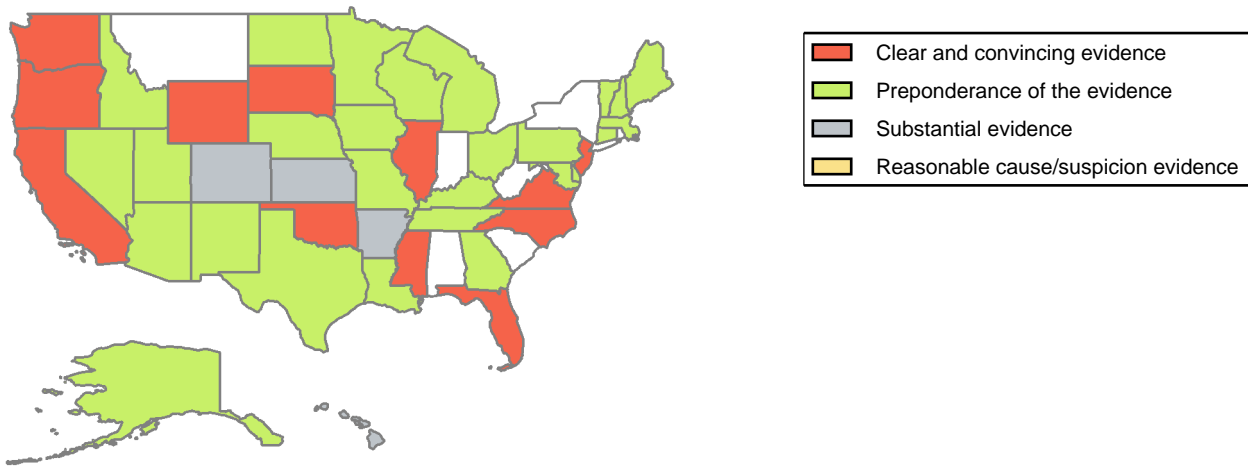 Clear and convincing evidence
Preponderance of the evidence
Substantial evidence
Reasonable cause/suspicion evidence